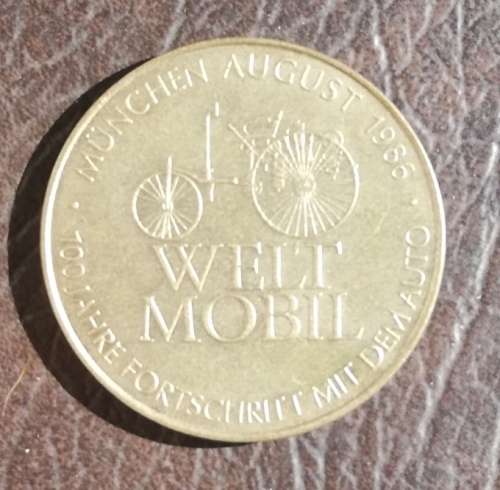 MÜNCHEN AUGUST 1986
WELT
MOBIL
100 JAHRE FORTSCHRITT MIT DEM AUTO